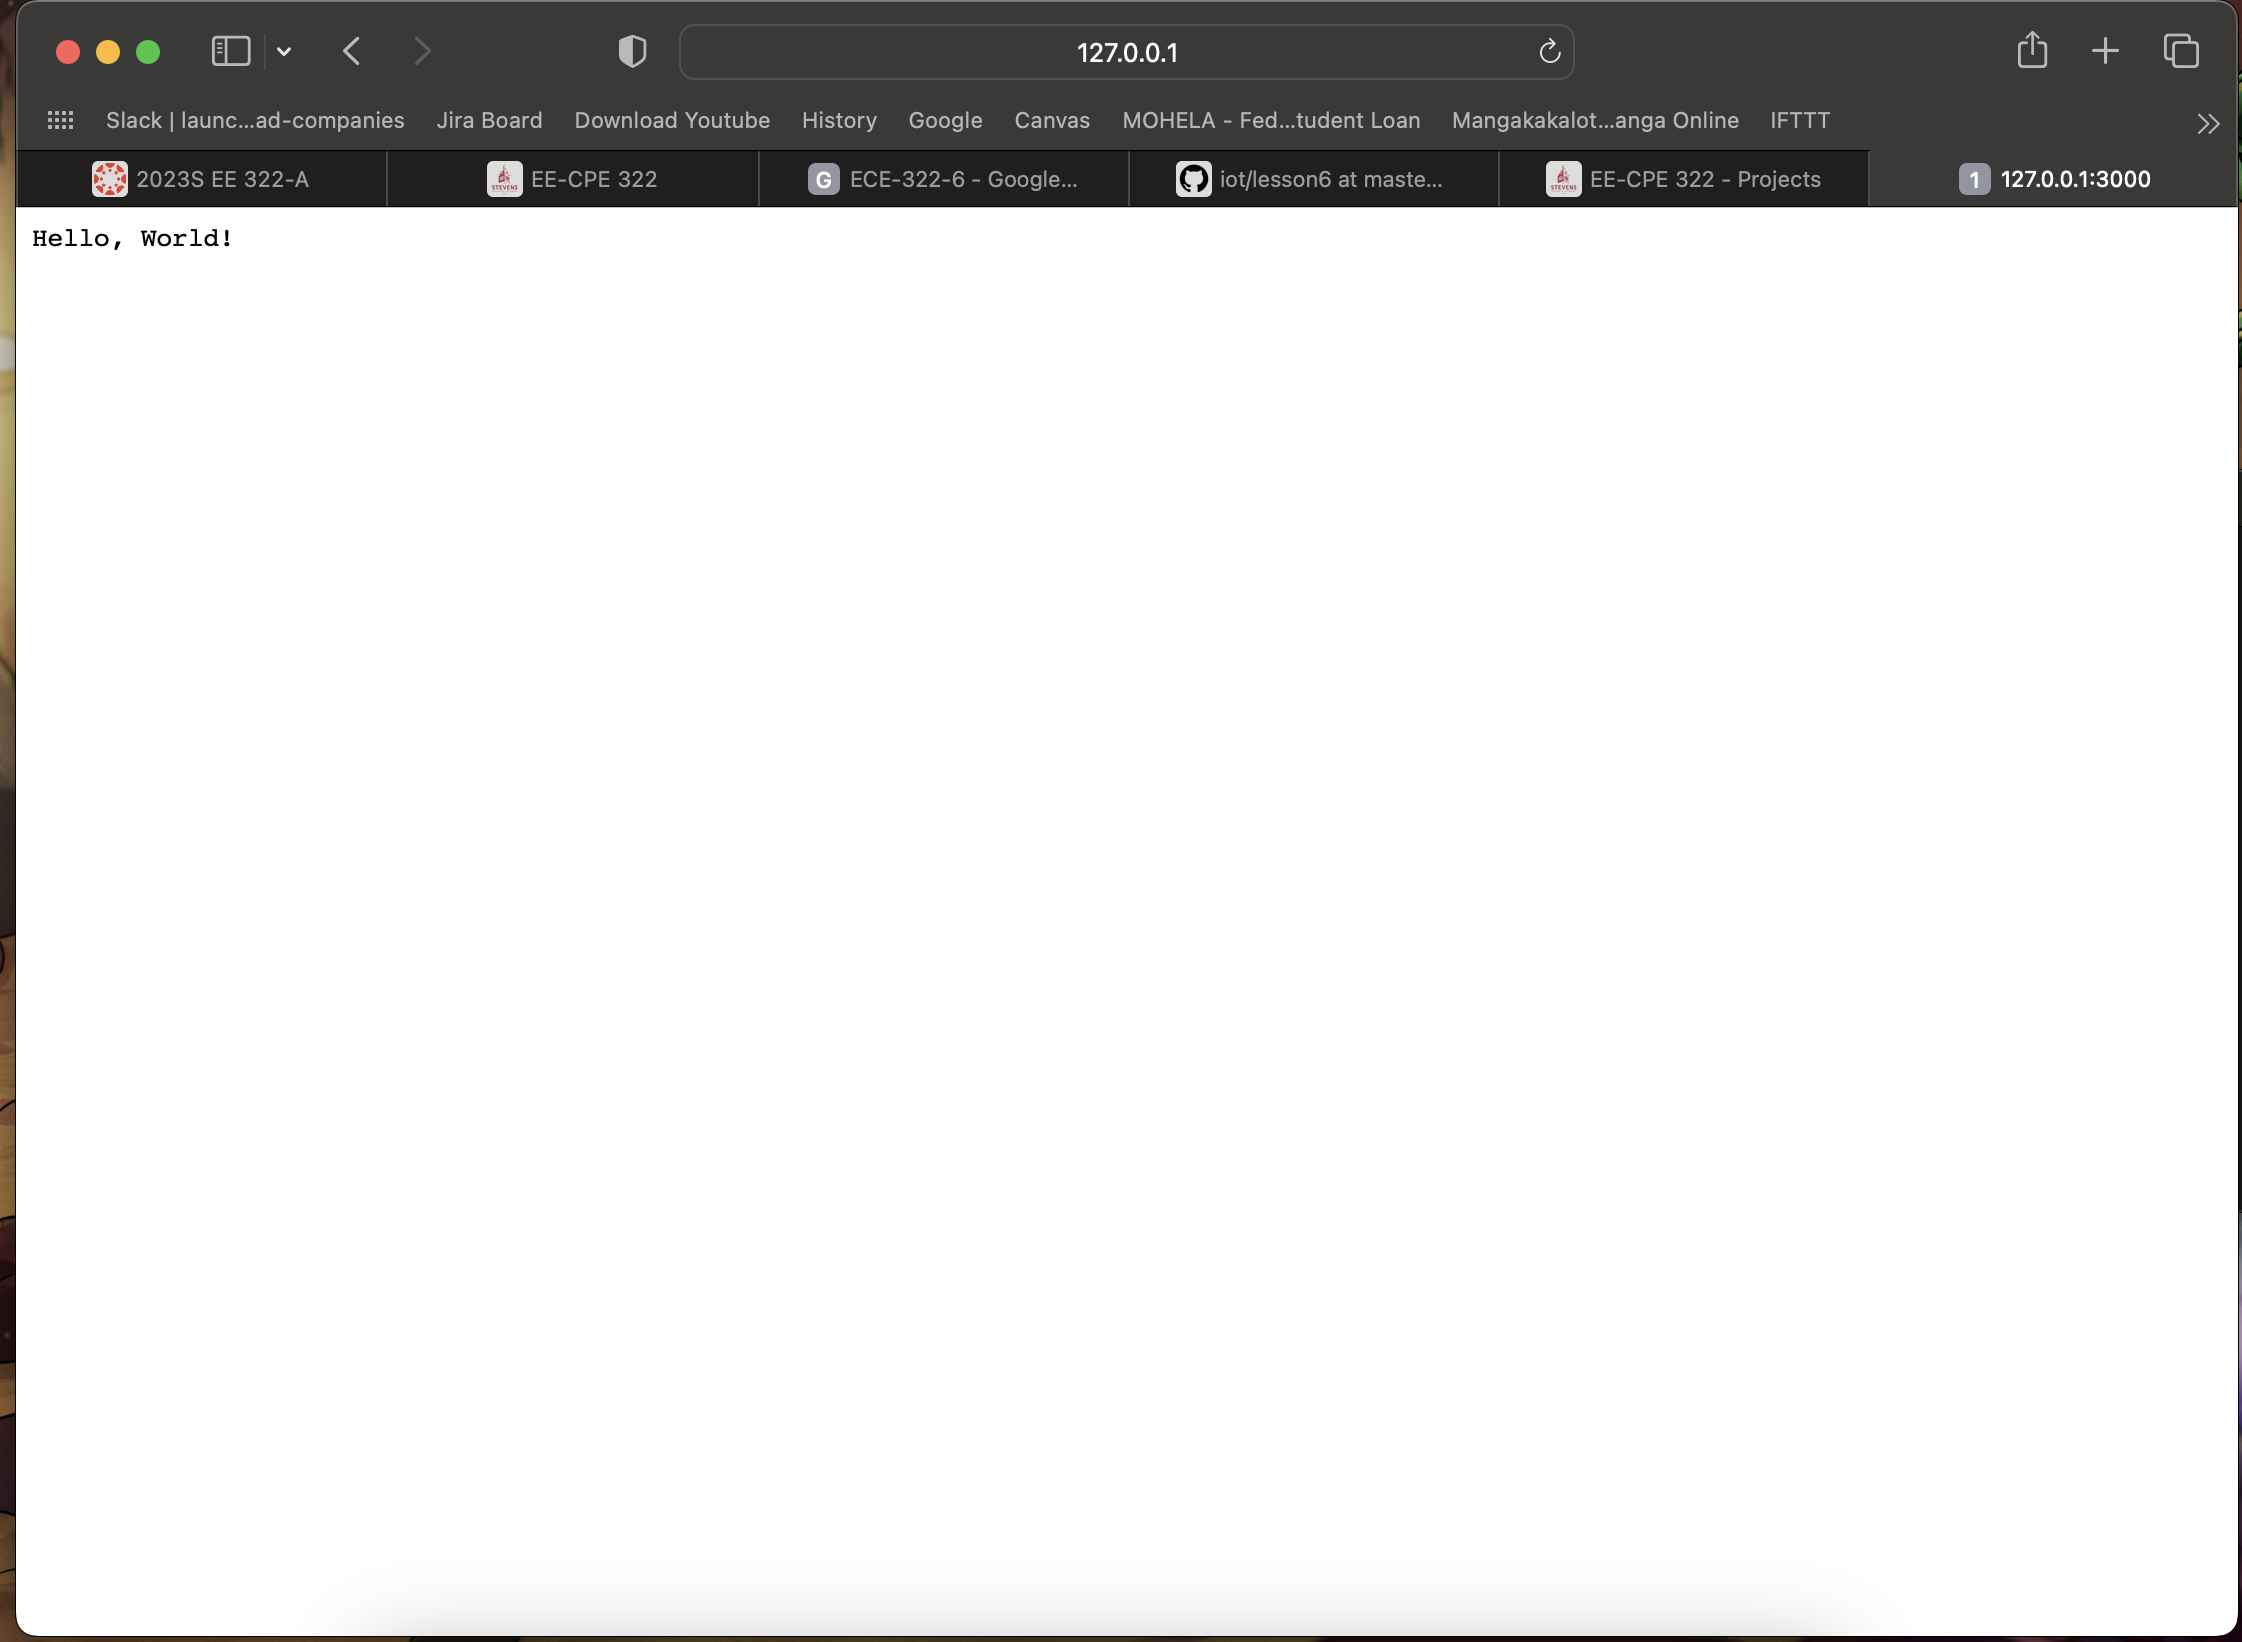 127.0.0.1
Slack | launc...ad-companies Jira Board Download Youtube History Google Canvas MOHELA - Fed...tudent Loan Mangakakalot...anga Online IFTTT
2023S EE 322-A STEVENS EE-CPE 322 G ECE-322-6 - Google... iot/lesson6 at maste... STEVENS EE-CPE 322 - Projects 1 127.0.0.1:3000
Hello, World!